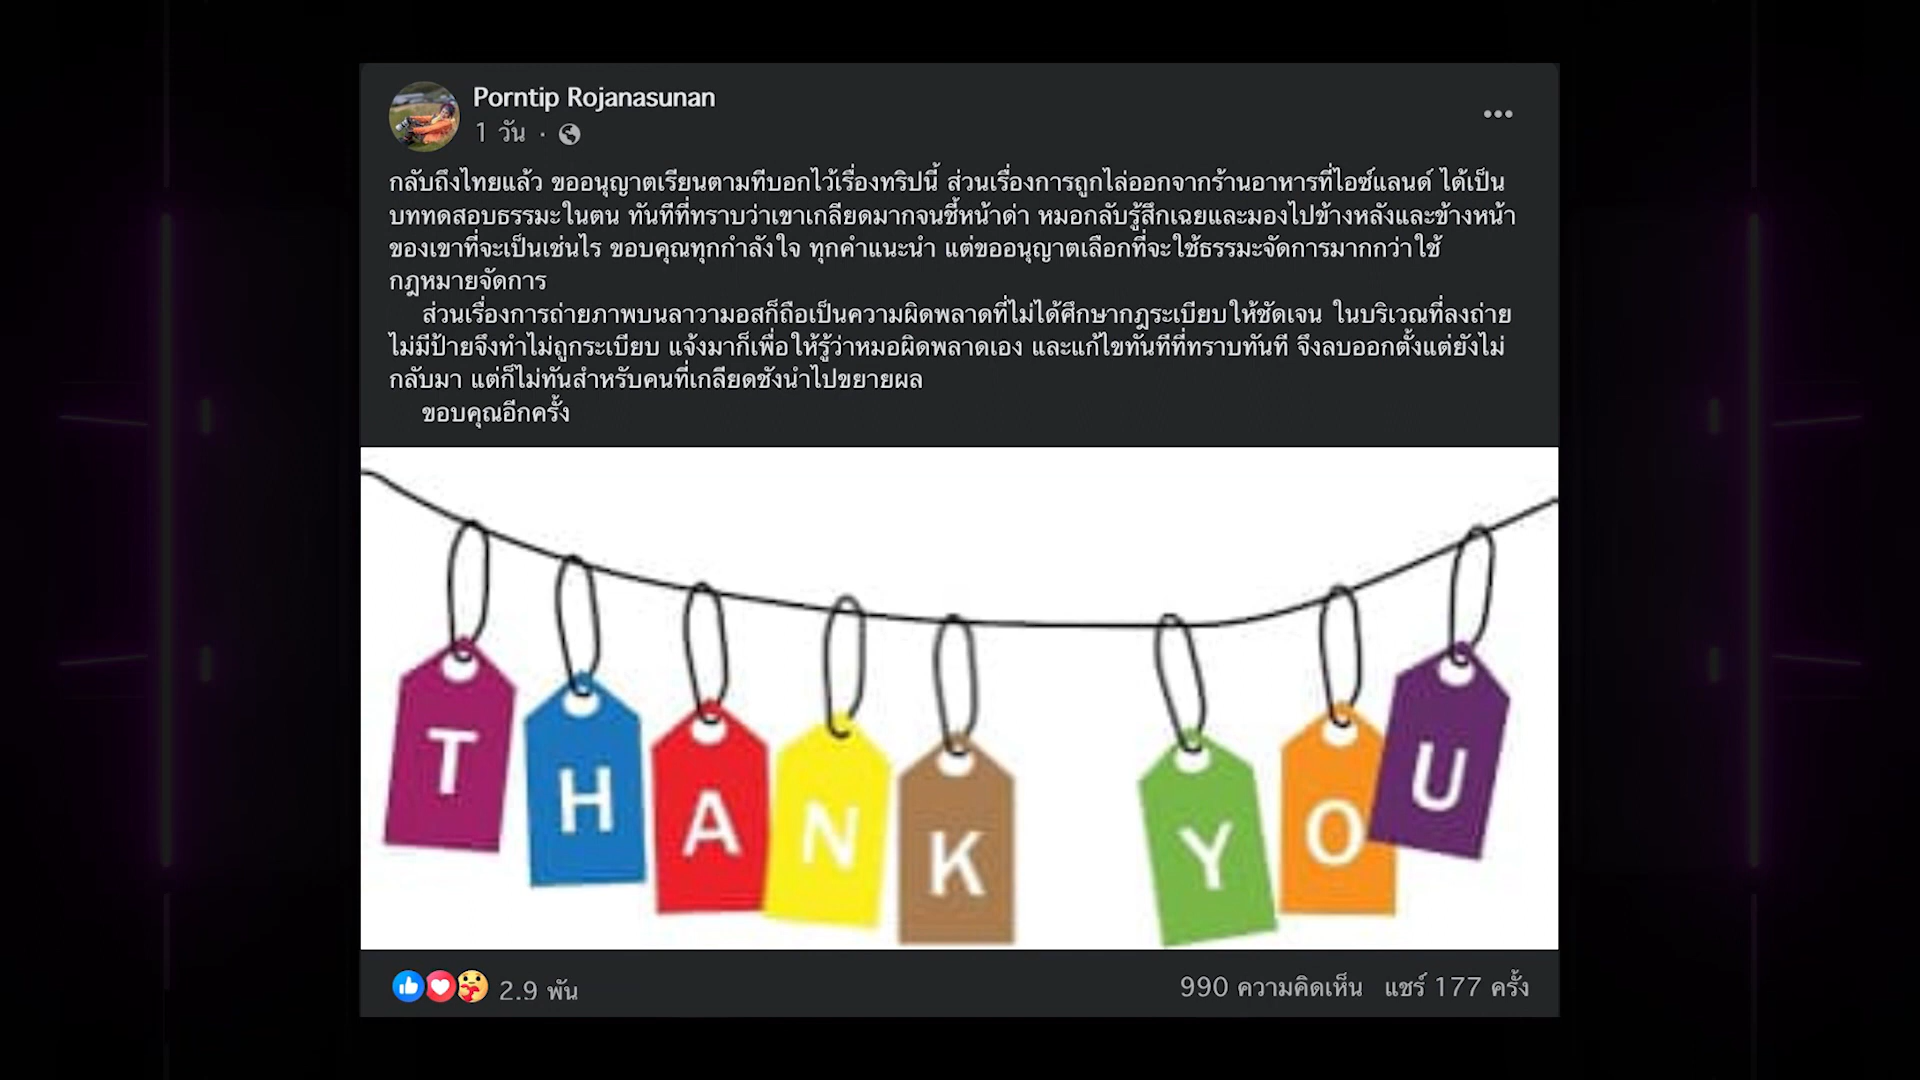 Porntip Rojanasunan
1 วัน ·
กลับถึงไทยแล้ว ขออนุญาตเรียนตามที่บอกไว้เรื่องทริปนี้ ส่วนเรื่องการถูกไล่ออกจากร้านอาหารที่ไอซ์แลนด์ ได้เป็น
บททดสอบธรรมะในตน ทันทีที่ทราบว่าเขาเกลียดมากจนชี้หน้าด่า หมอกลับรู้สึกเฉยและมองไปข้างหลังและข้างหน้า
ของเขาที่จะเป็นเช่นไร ขอบคุณทุกกำลังใจ ทุกคำแนะนำ แต่ขออนุญาตเลือกที่จะใช้ธรรมะจัดการมากกว่าใช้
กฎหมายจัดการ
ส่วนเรื่องการถ่ายภาพบนลาวามอสก็ถือเป็นความผิดพลาดที่ไม่ได้ศึกษากฎระเบียบให้ชัดเจน ในบริเวณที่ลงถ่าย
ไม่มีป้ายจึงทำไม่ถูกระเบียบ แจ้งมาก็เพื่อให้รู้ว่าหมอผิดพลาดเอง และแก้ไขทันทีที่ทราบทันที จึงลบออกตั้งแต่ยังไม่
กลับมา แต่ก็ไม่ทันสำหรับคนที่เกลียดชังนำไปขยายผล
ขอบคุณอีกครั้ง
THANK YOU
2.9 พัน
990 ความคิดเห็น แชร์ 177 ครั้ง